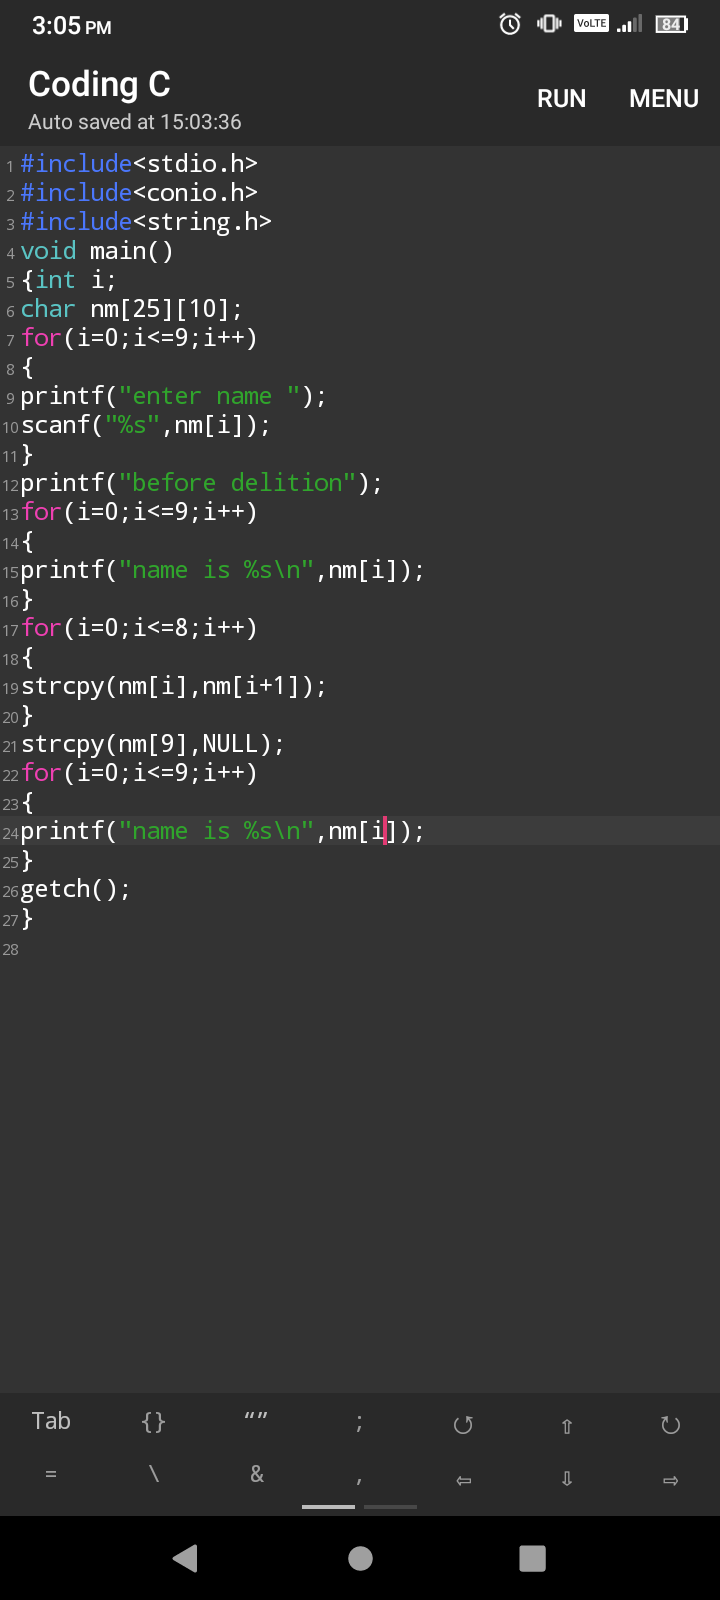 3:05 PM
VoLTE
84
Coding C
Auto saved at 15:03:36
RUN MENU
1 #include<stdio.h>
2 #include<conio.h>
3 #include<string.h>
4 void main()
5 {int i;
6 char nm[25][10];
7 for(i=0;i<=9;i++)
8 {
9 printf("enter name ");
10 scanf("%s",nm[i]);
11 }
12 printf("before delition");
13 for(i=0;i<=9;i++)
14 {
15 printf("name is %s\n",nm[i]);
16 }
17 for(i=0;i<=8;i++)
18 {
19 strcpy(nm[i],nm[i+1]);
20 }
21 strcpy(nm[9],NULL);
22 for(i=0;i<=9;i++)
23 {
24 printf("name is %s\n",nm[i]);
25 }
26 getch();
27 }
28
Tab {} “” ; ↺ ⇧ ↻
= \ & , ⇦ ⇩ ⇨